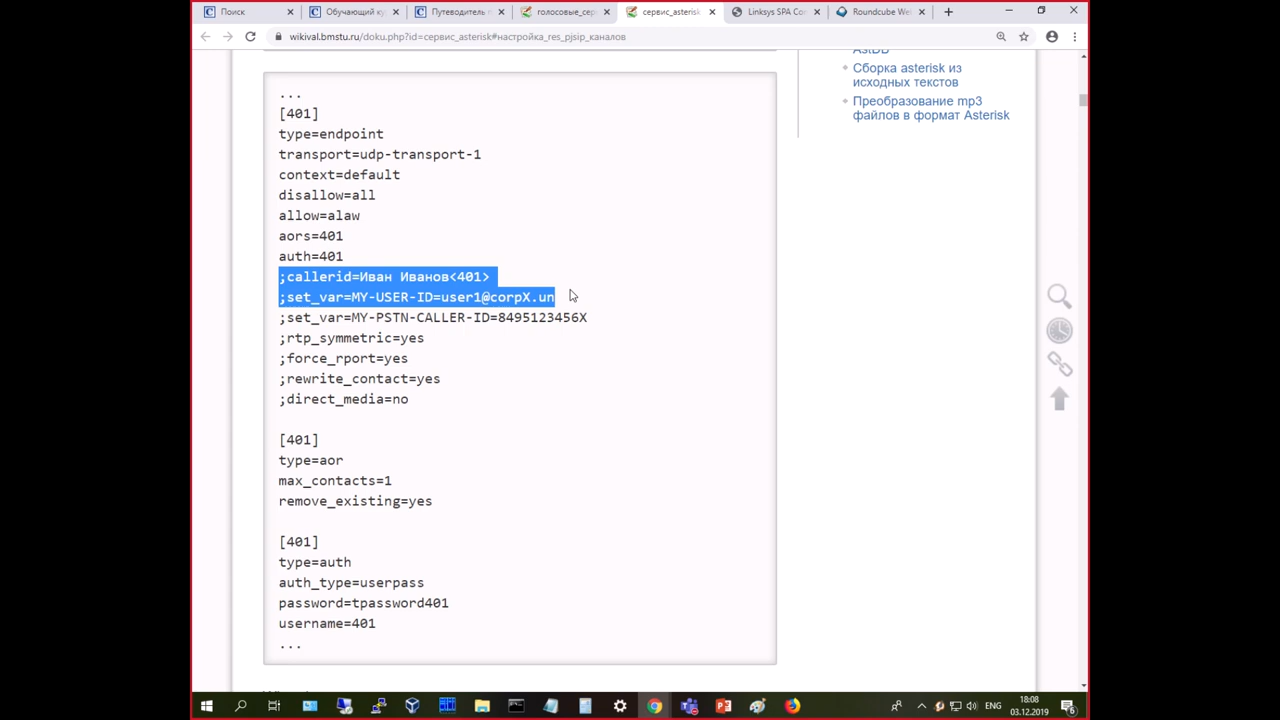 Поиск
Обучающий ку
Путеводитель
голосовые_сер
сервис_asterisk
Linksys SPA Co
Roundcube We
wikival.bmstu.ru/doku.php?id=сервис_asterisk#настройка_res_pjsip_каналов
AstDB
Сборка asterisk из
исходных текстов
Преобразование mp3
файлов в формат Asterisk
...
[401]
type=endpoint
transport=udp-transport-1
context=default
disallow=all
allow=alaw
aors=401
auth=401
;callerid=Иван Иванов<401>
;set_var=MY-USER-ID=user1@corpX.un
;set_var=MY-PSTN-CALLER-ID=8495123456X
;rtp_symmetric=yes
;force_rport=yes
;rewrite_contact=yes
;direct_media=no
[401]
type=aor
max_contacts=1
remove_existing=yes
[401]
type=auth
auth_type=userpass
password=tpassword401
username=401
...
ENG
18:08
03.12.2019